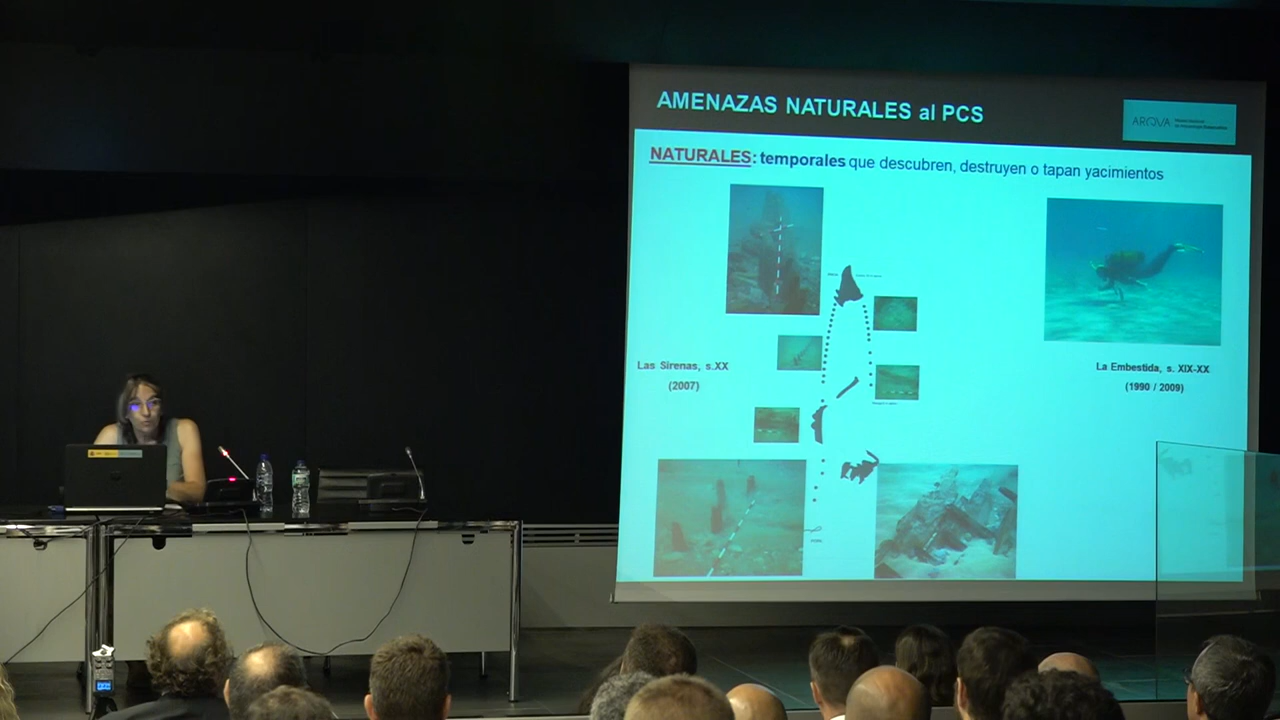 AMENAZAS NATURALES al PCS
ARQVA
NATURALES: temporales que descubren, destruyen o tapan yacimientos
Las Sirenas, s.XX
(2007)
La Embestida, s. XIX-XX
(1990 / 2009)